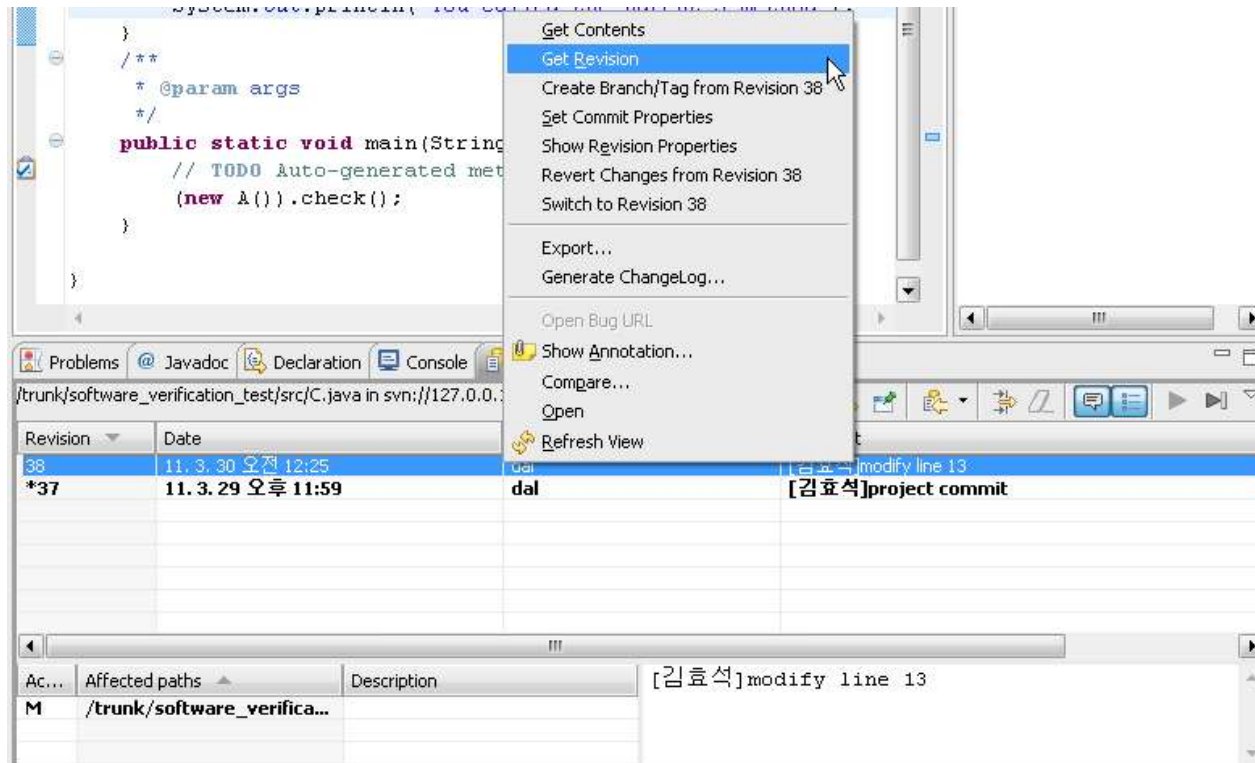 }
/**
* @param args
*/
public static void main(String
// TODO Auto-generated met
(new A()).check();
}
}
Get Contents
Get Revision
Create Branch/Tag from Revision 38
Set Commit Properties
Show Revision Properties
Revert Changes from Revision 38
Switch to Revision 38
Export...
Generate ChangeLog...
Open Bug URL
Show Annotation...
Compare...
Open
Refresh View
Problems @ Javadoc Declaration Console
/trunk/software_verification_test/src/C.java in svn://127.0.0.
Revision Date
38 11. 3. 30 오전 12:25 dal [김효석]modify line 13
*37 11. 3. 29 오후 11:59 dal [김효석]project commit
Ac... Affected paths Description
M /trunk/software_verifica...
[김효석]modify line 13